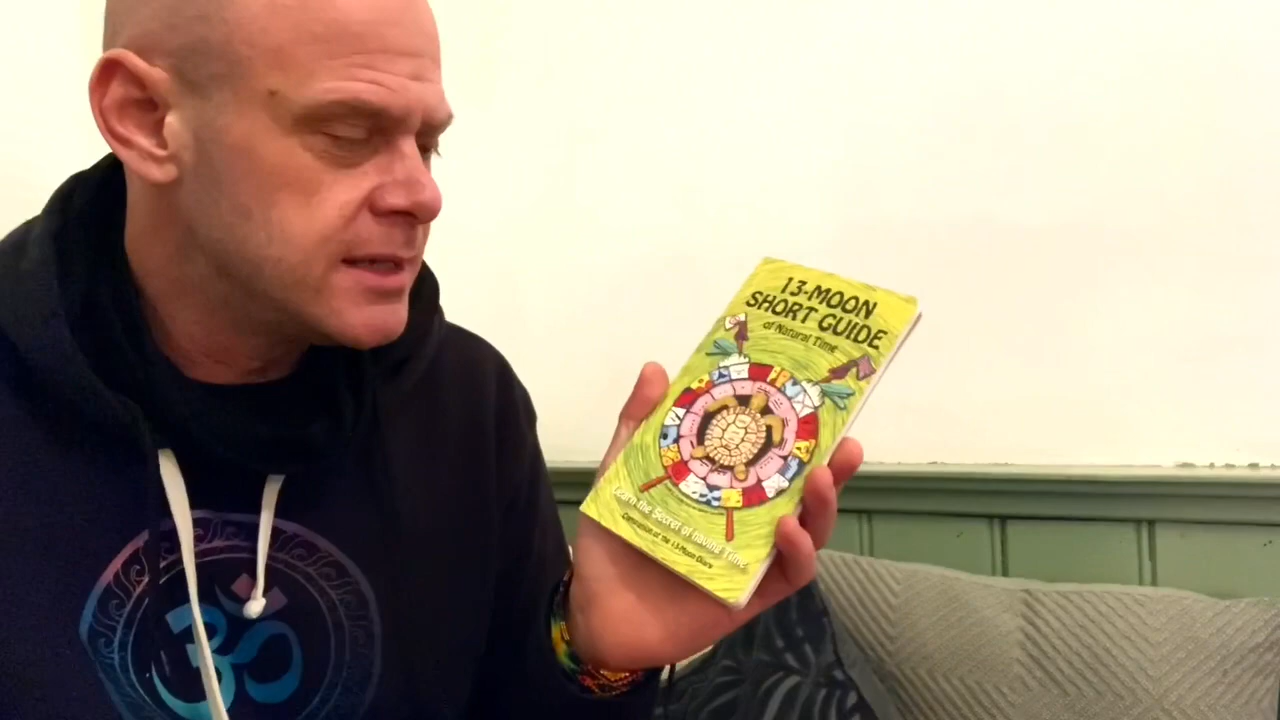 13-MOON
SHORT GUIDE
of Natural Time
Learn the Secret of having Time
Companion of the 13-Moon Diary
ॐ